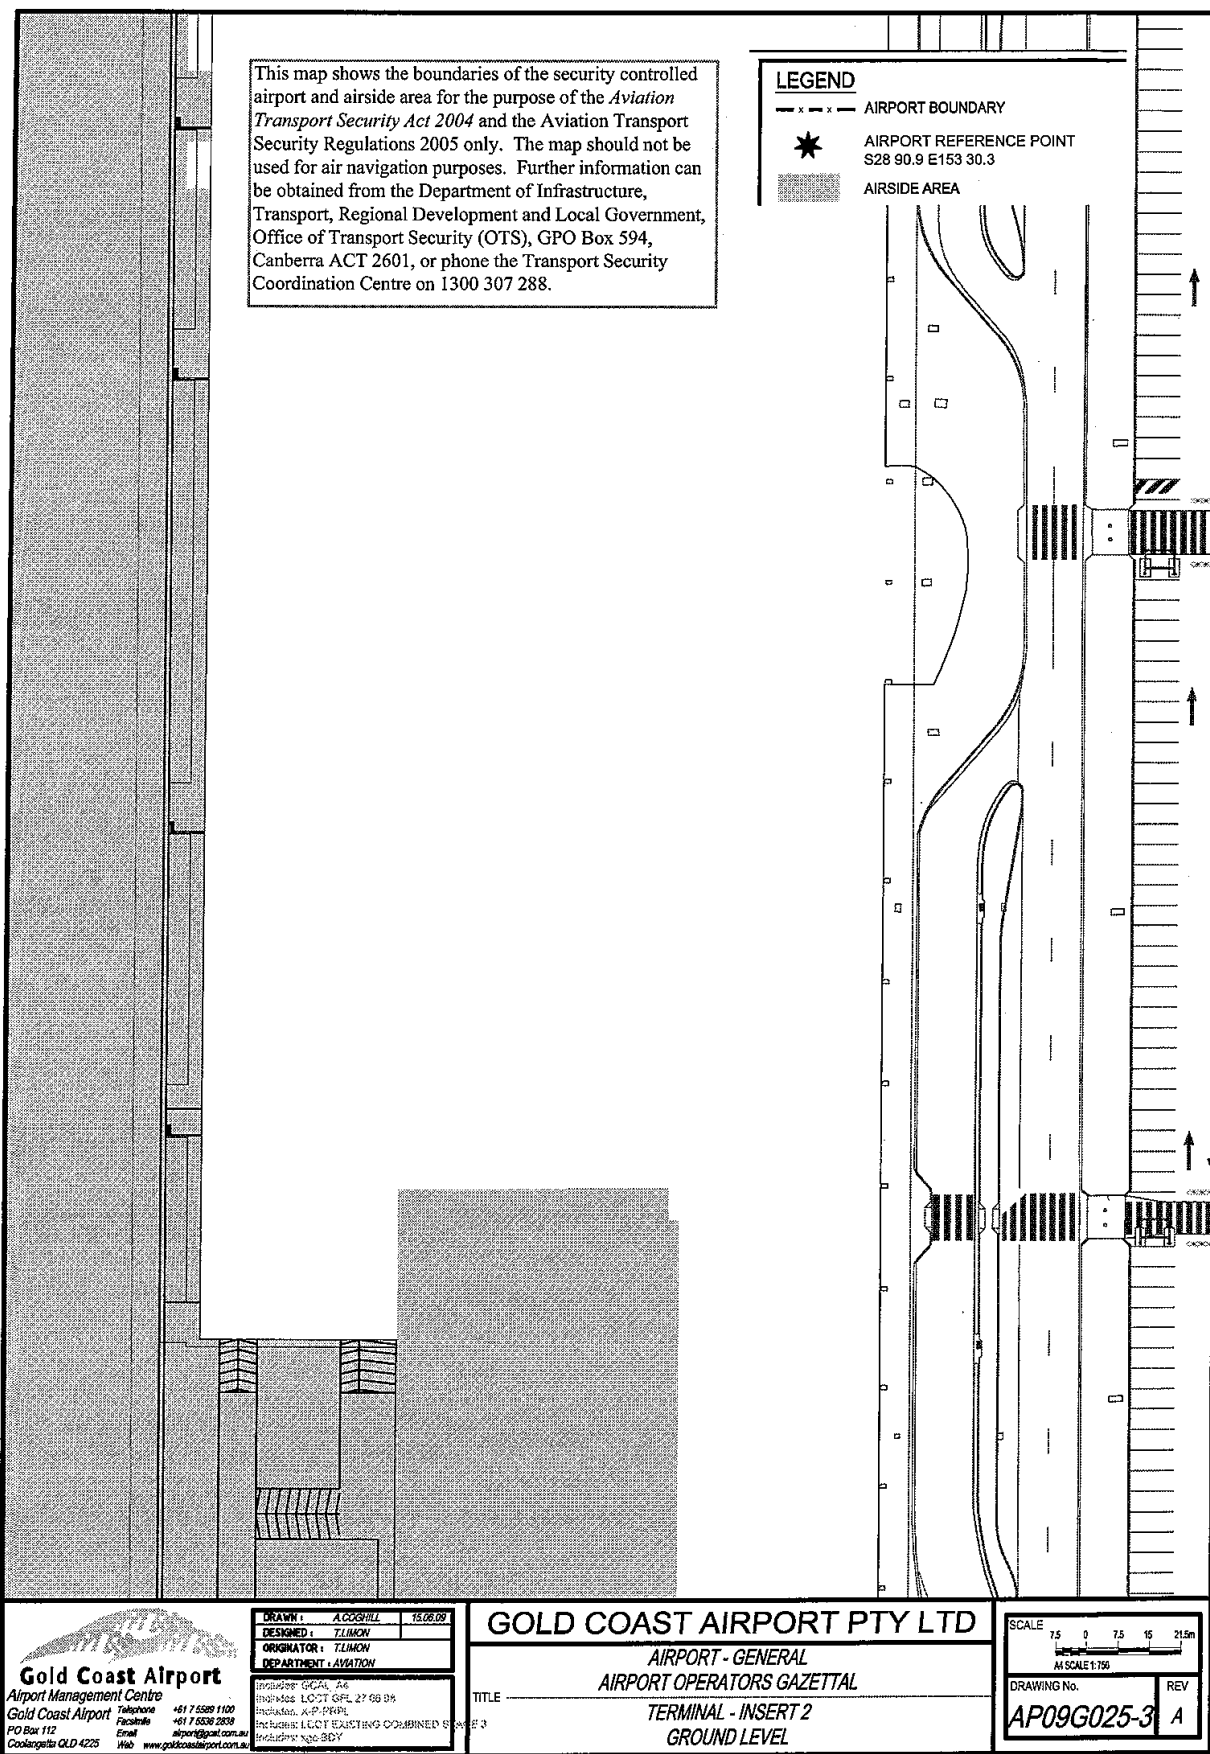 This map shows the boundaries of the security controlled
airport and airside area for the purpose of the Aviation
Transport Security Act 2004 and the Aviation Transport
Security Regulations 2005 only. The map should not be
used for air navigation purposes. Further information can
be obtained from the Department of Infrastructure,
Transport, Regional Development and Local Government,
Office of Transport Security (OTS), GPO Box 594,
Canberra ACT 2601, or phone the Transport Security
Coordination Centre on 1300 307 288.
LEGEND
AIRPORT BOUNDARY
AIRPORT REFERENCE POINT
S28 90.9 E153 30.3
AIRSIDE AREA
Gold Coast Airport
Airport Management Centre
Gold Coast Airport
PO Box 112
Coolangatta QLD 4225
Telephone +61 7 5589 1100
Facsimile +61 7 5536 2838
Email airport@gcal.com.au
Web www.goldcoastairport.com.au
DRAWN : A.COGHILL 15.06.09
DESIGNED : T.LIMON
ORIGINATOR : T.LIMON
DEPARTMENT : AVIATION
Includes: GCAL_A4
Includes: LCCT EXISTING COMBINED STAGE 3
GOLD COAST AIRPORT PTY LTD
TITLE
AIRPORT - GENERAL
AIRPORT OPERATORS GAZETTAL
TERMINAL - INSERT 2
GROUND LEVEL
SCALE
7.5 0 7.5 15 21.5m
A4 SCALE 1:750
DRAWING No.
AP09G025-3
REV
A